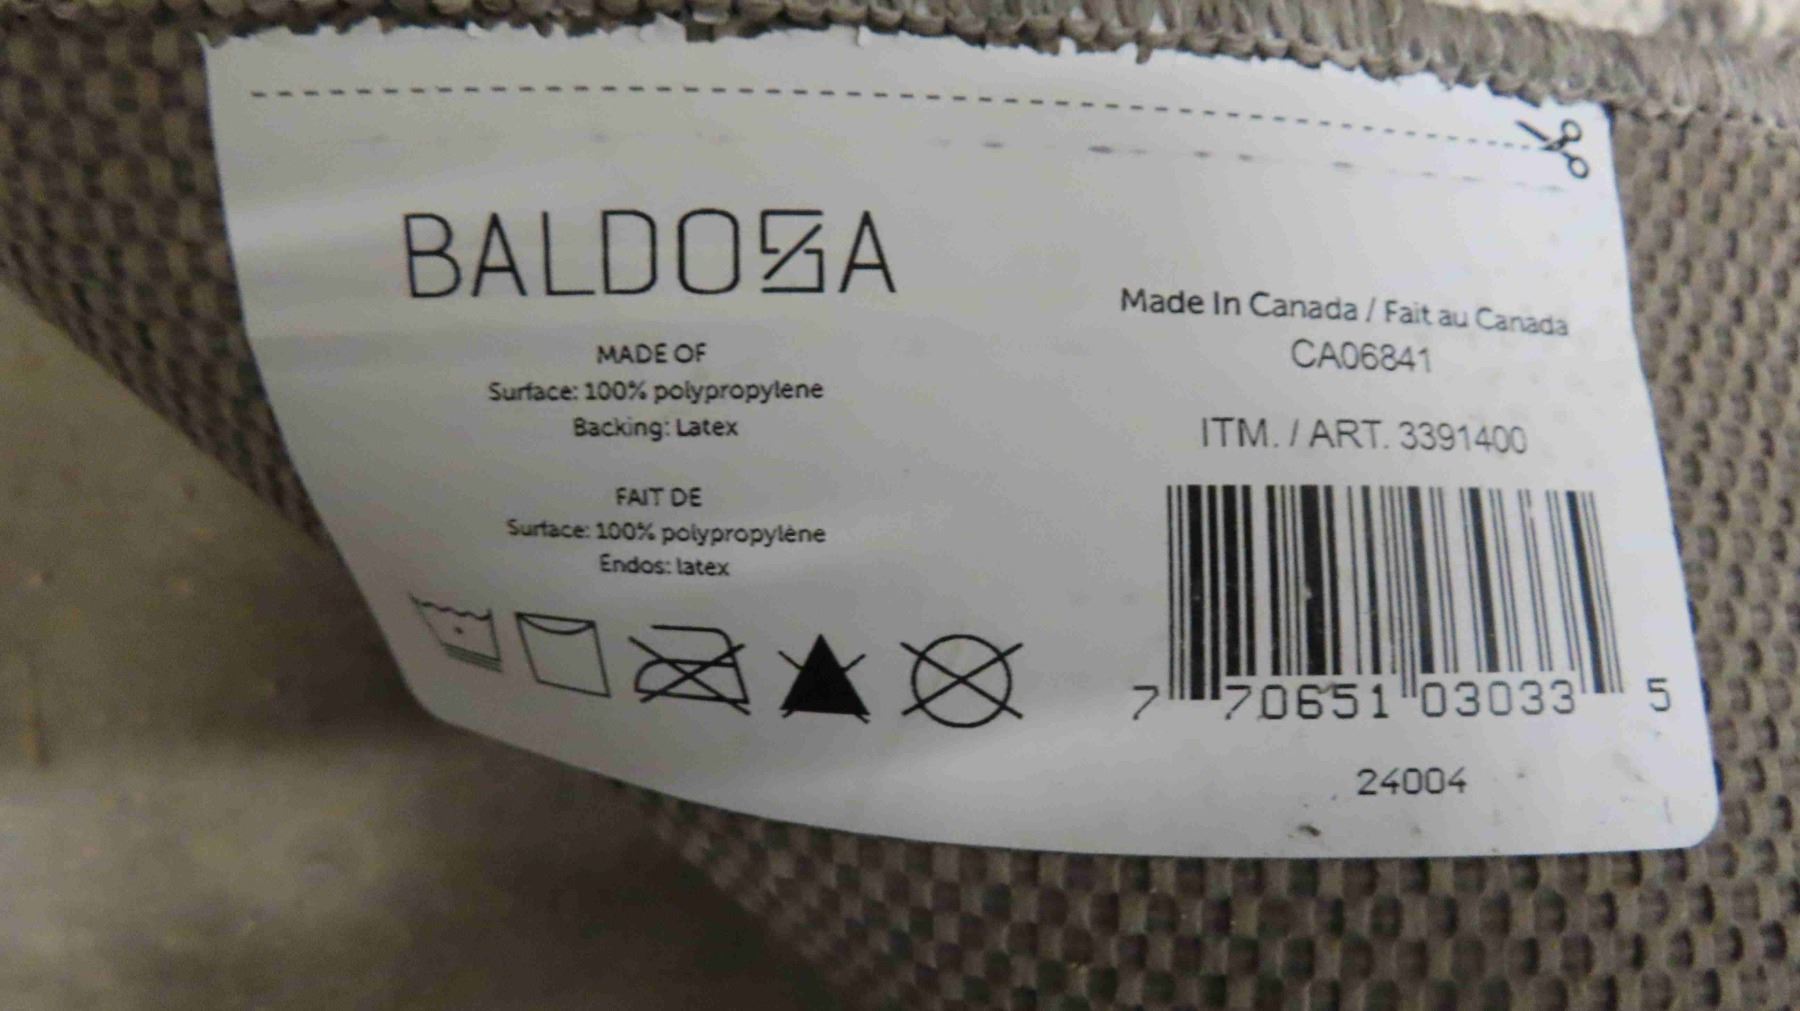 BALDOSA
MADE OF
Surface: 100% polypropylene
Backing: Latex
FAIT DE
Surface: 100% polypropylène
Endos: latex
Made In Canada / Fait au Canada
CA06841
ITM. / ART. 3391400
7 70651 03033 5
24004